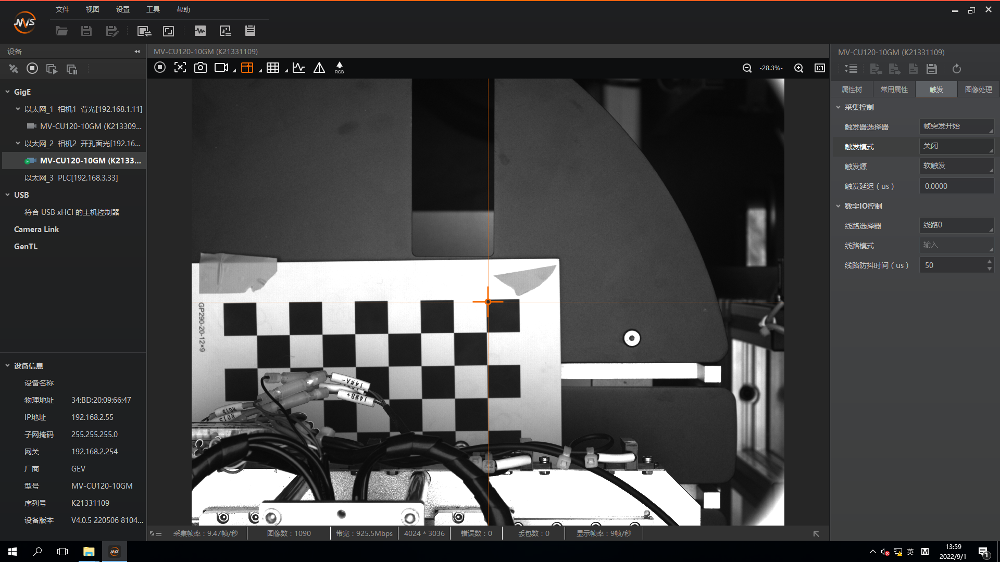 MVS
文件 视图 设置 工具 帮助
设备
GigE
以太网_1 相机1 背光[192.168.1.11]
MV-CU120-10GM (K213309...
以太网_2 相机2 开孔面光[192.16...
MV-CU120-10GM (K2133...
以太网_3 PLC[192.168.3.33]
USB
符合 USB xHCI 的主机控制器
Camera Link
GenTL
设备信息
设备名称
物理地址 34:BD:20:09:66:47
IP地址 192.168.2.55
子网掩码 255.255.255.0
网关 192.168.2.254
厂商 GEV
型号 MV-CU120-10GM
序列号 K21331109
设备版本 V4.0.5 220506 8104...
MV-CU120-10GM (K21331109)
RGB
-28.3%-
1:1
GP290-20-12×9
14#A-
14#B+
R015
采集帧率：9.47帧/秒
图像数：1090
带宽：925.5Mbps
4024 * 3036
错误数：0
丢包数：0
显示帧率：9帧/秒
MV-CU120-10GM (K21331109)
属性树 常用属性 触发 图像处理
采集控制
触发器选择器 帧突发开始
触发模式 关闭
触发源 软触发
触发延迟（us） 0.0000
数字IO控制
线路选择器 线路0
线路模式 输入
线路防抖时间（us） 50
英 M
13:59
2022/9/1
1